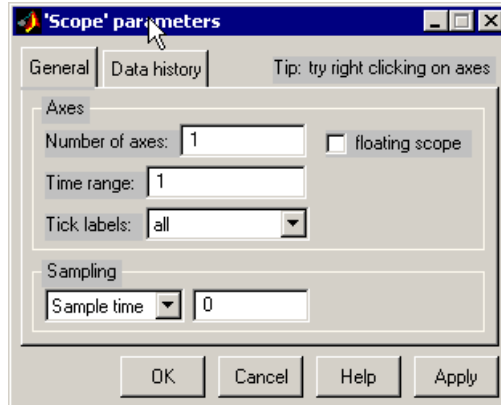 'Scope' parameters
General Data history Tip: try right clicking on axes
Axes
Number of axes: 1 floating scope
Time range: 1
Tick labels: all
Sampling
Sample time 0
OK Cancel Help Apply